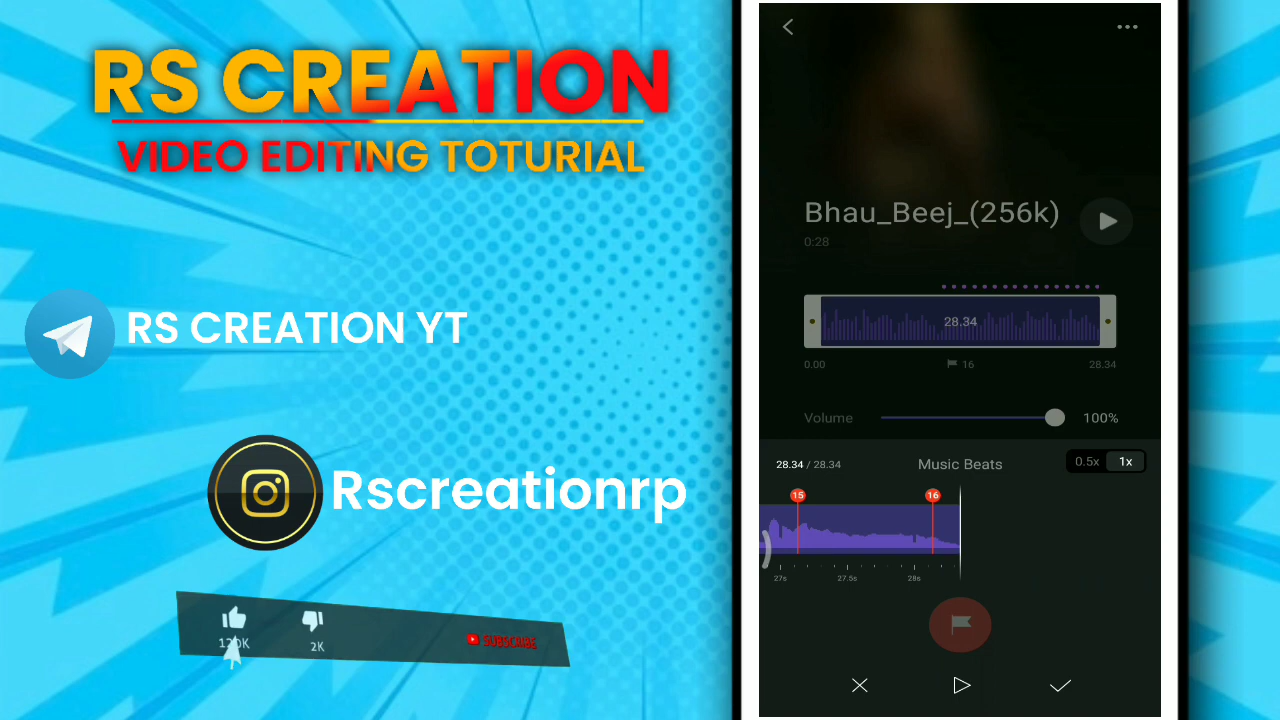 RS CREATION
VIDEO EDITING TOTURIAL
RS CREATION YT
Rscreationrp
2K
SUBSCRIBE
Bhau_Beej_(256k)
0:28
28.34
0.00
16
28.34
Volume
100%
28.34 / 28.34
Music Beats
0.5x
1x
15
16
27s
27.5s
28s